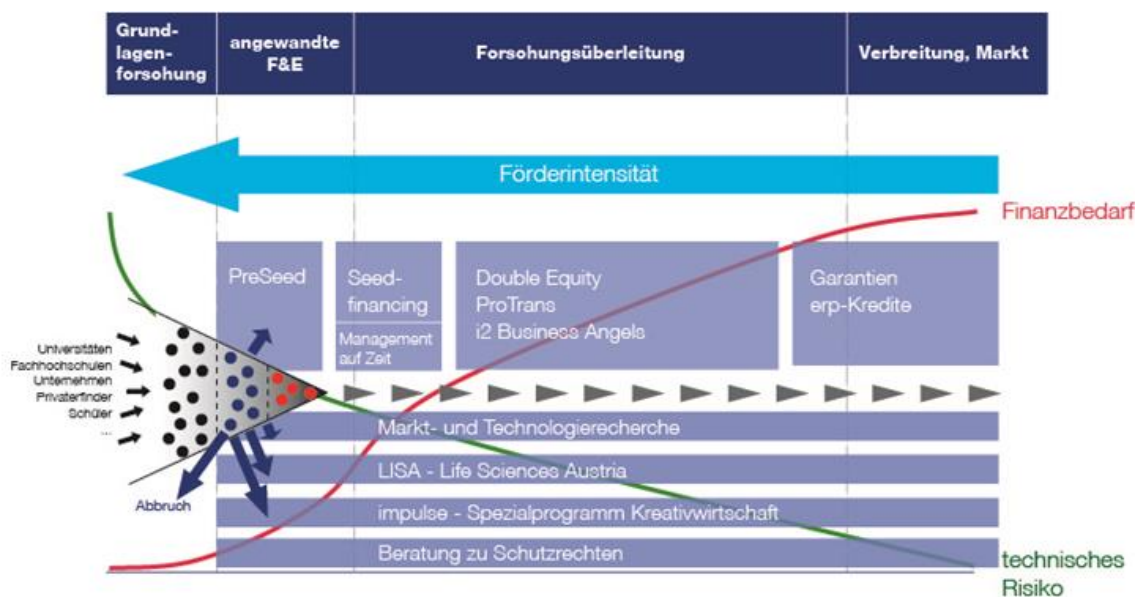 Grund-
lagen-
forsohung
angewandte
F&E
Forsohungsüberleitung
Verbreitung, Markt
Förderintensität
Finanzbedarf
PreSeed
Seed-
financing
Management
auf Zeit
Double Equity
ProTrans
i2 Business Angels
Garantien
erp-Kredite
Universitäten
Fachhochschulen
Unternehmen
Privaterfinder
Schüler
...
Abbruch
Markt- und Technologierecherche
LISA - Life Sciences Austria
impulse - Spezialprogramm Kreativwirtschaft
Beratung zu Schutzrechten
technisches
Risiko